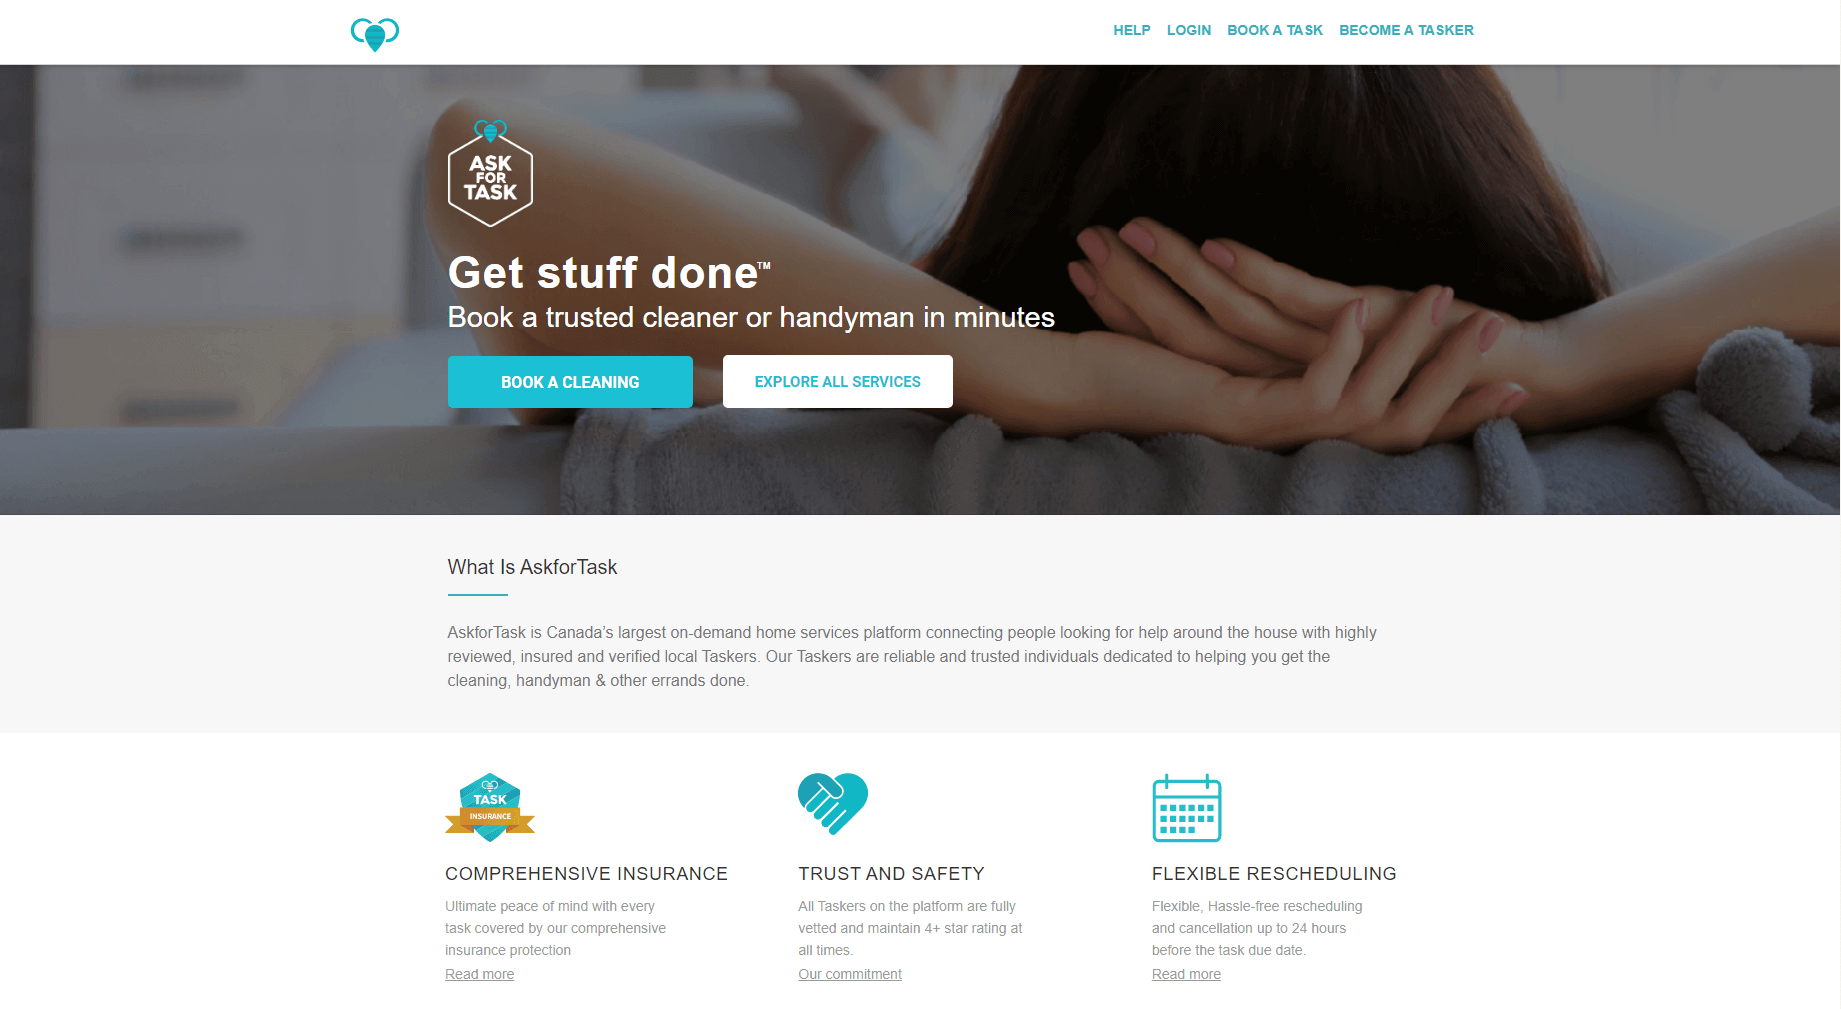 HELP LOGIN BOOK A TASK BECOME A TASKER
ASK
FOR
TASK
Get stuff done™
Book a trusted cleaner or handyman in minutes
BOOK A CLEANING EXPLORE ALL SERVICES
What Is AskforTask
AskforTask is Canada’s largest on-demand home services platform connecting people looking for help around the house with highly
reviewed, insured and verified local Taskers. Our Taskers are reliable and trusted individuals dedicated to helping you get the
cleaning, handyman & other errands done.
TASK
INSURANCE
COMPREHENSIVE INSURANCE
Ultimate peace of mind with every
task covered by our comprehensive
insurance protection
Read more
TRUST AND SAFETY
All Taskers on the platform are fully
vetted and maintain 4+ star rating at
all times.
Our commitment
FLEXIBLE RESCHEDULING
Flexible, Hassle-free rescheduling
and cancellation up to 24 hours
before the task due date.
Read more